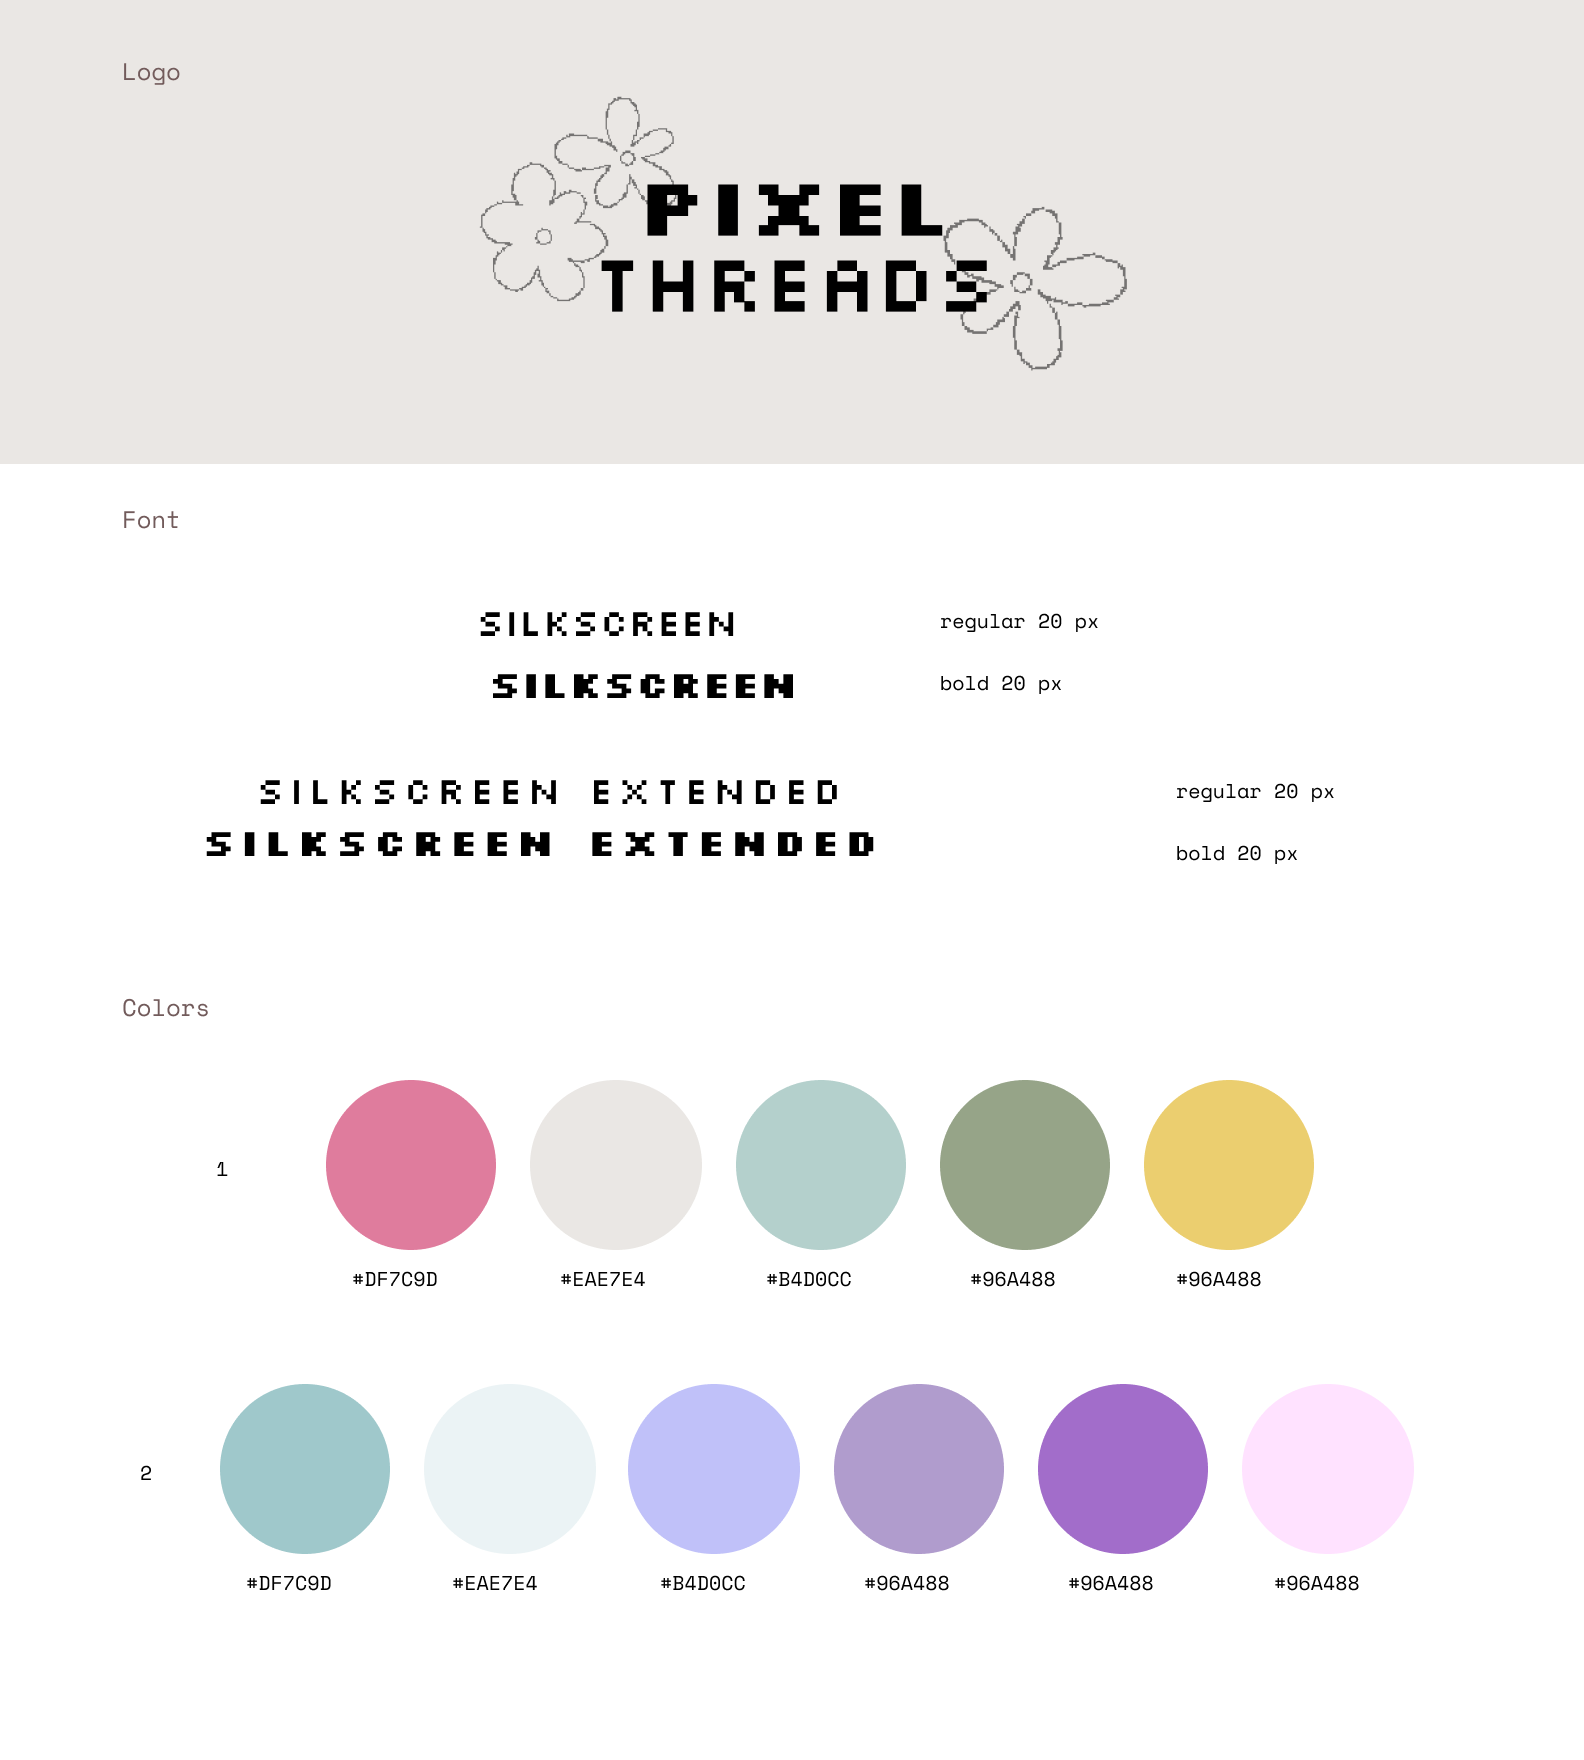 Logo
PIXEL
THREADS
Font
SILKSCREEN regular 20 px
SILKSCREEN bold 20 px
SILKSCREEN EXTENDED regular 20 px
SILKSCREEN EXTENDED bold 20 px
Colors
1
#DF7C9D #EAE7E4 #B4D0CC #96A488 #96A488
2
#DF7C9D #EAE7E4 #B4D0CC #96A488 #96A488 #96A488